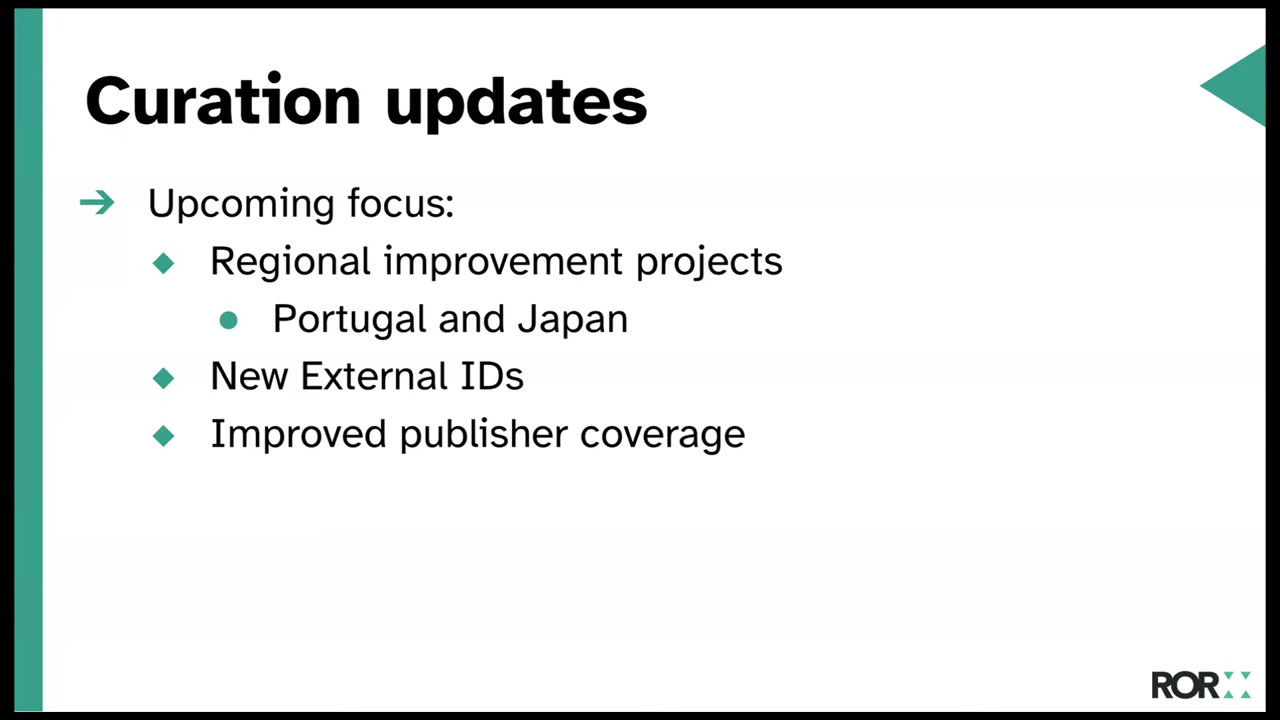 Curation updates
Upcoming focus:
Regional improvement projects
Portugal and Japan
New External IDs
Improved publisher coverage
ROR